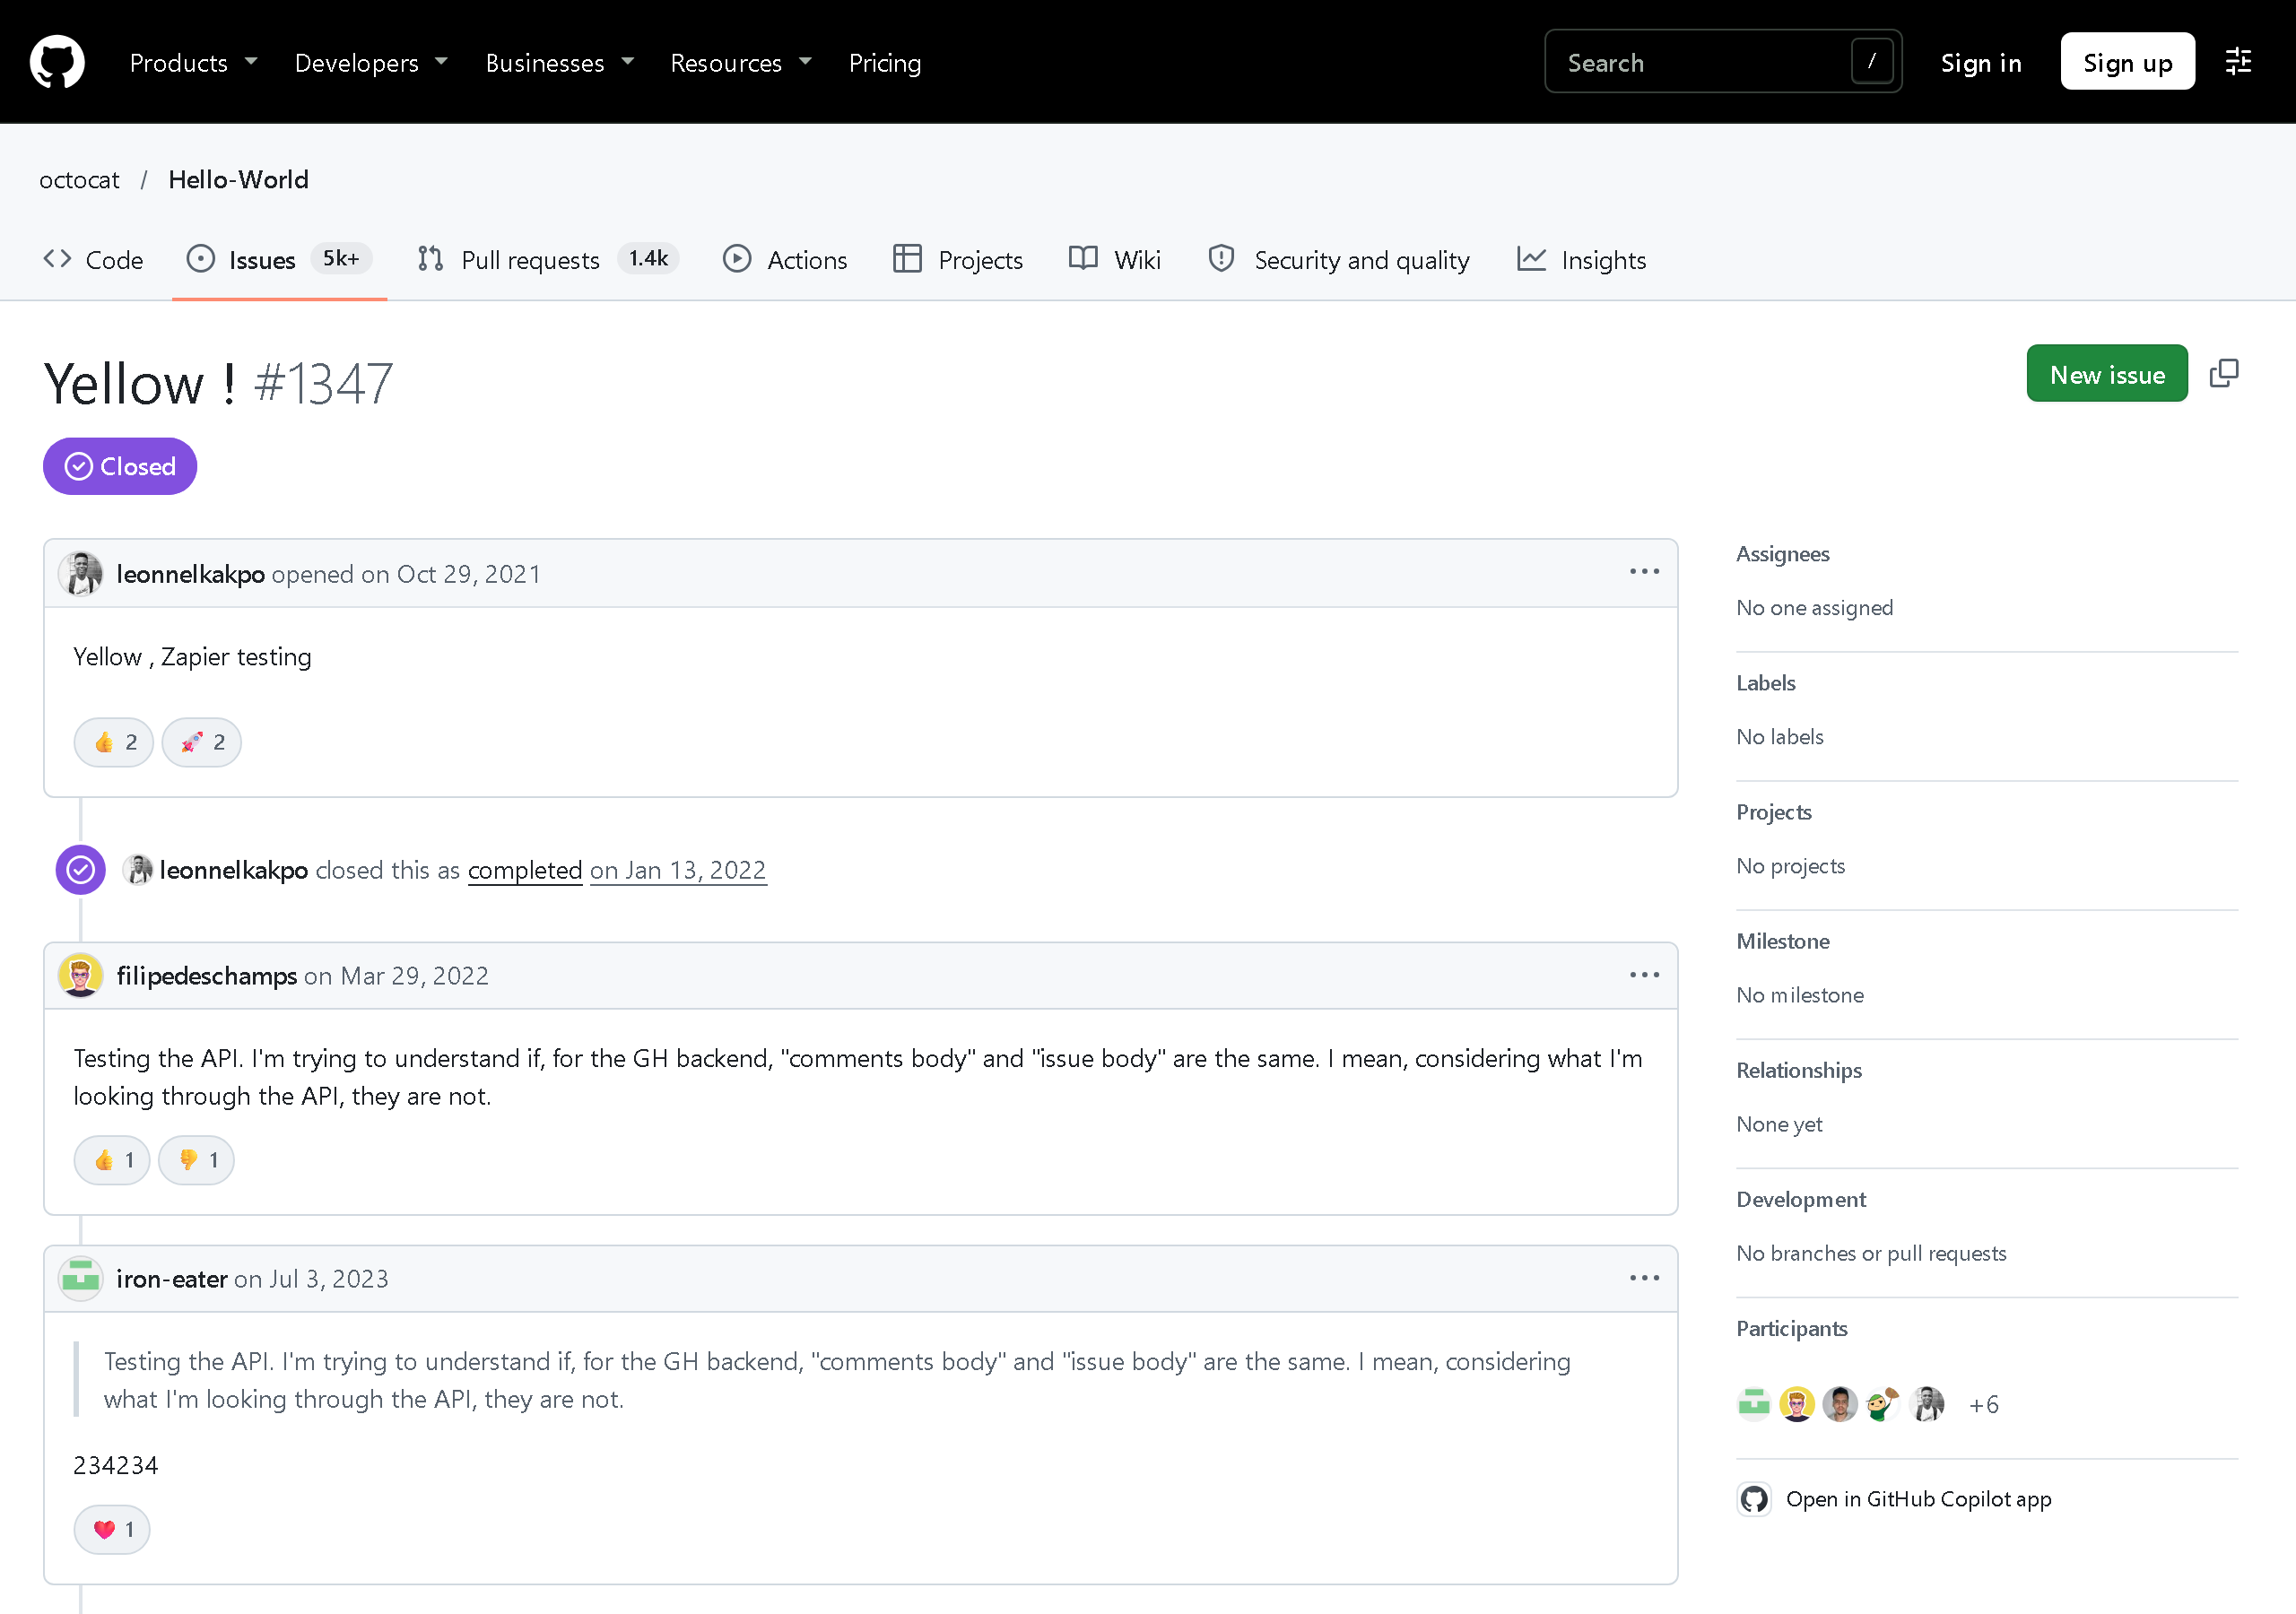 Products Developers Businesses Resources Pricing Search / Sign in Sign up
octocat / Hello-World
Code Issues 5k+ Pull requests 1.4k Actions Projects Wiki Security and quality Insights
Yellow ! #1347
New issue
Closed
leonnelkakpo opened on Oct 29, 2021
Yellow , Zapier testing
2 2
leonnelkakpo closed this as completed on Jan 13, 2022
filipedeschamps on Mar 29, 2022
Testing the API. I'm trying to understand if, for the GH backend, "comments body" and "issue body" are the same. I mean, considering what I'm
looking through the API, they are not.
1 1
iron-eater on Jul 3, 2023
Testing the API. I'm trying to understand if, for the GH backend, "comments body" and "issue body" are the same. I mean, considering
what I'm looking through the API, they are not.
234234
1
Assignees
No one assigned
Labels
No labels
Projects
No projects
Milestone
No milestone
Relationships
None yet
Development
No branches or pull requests
Participants
+6
Open in GitHub Copilot app